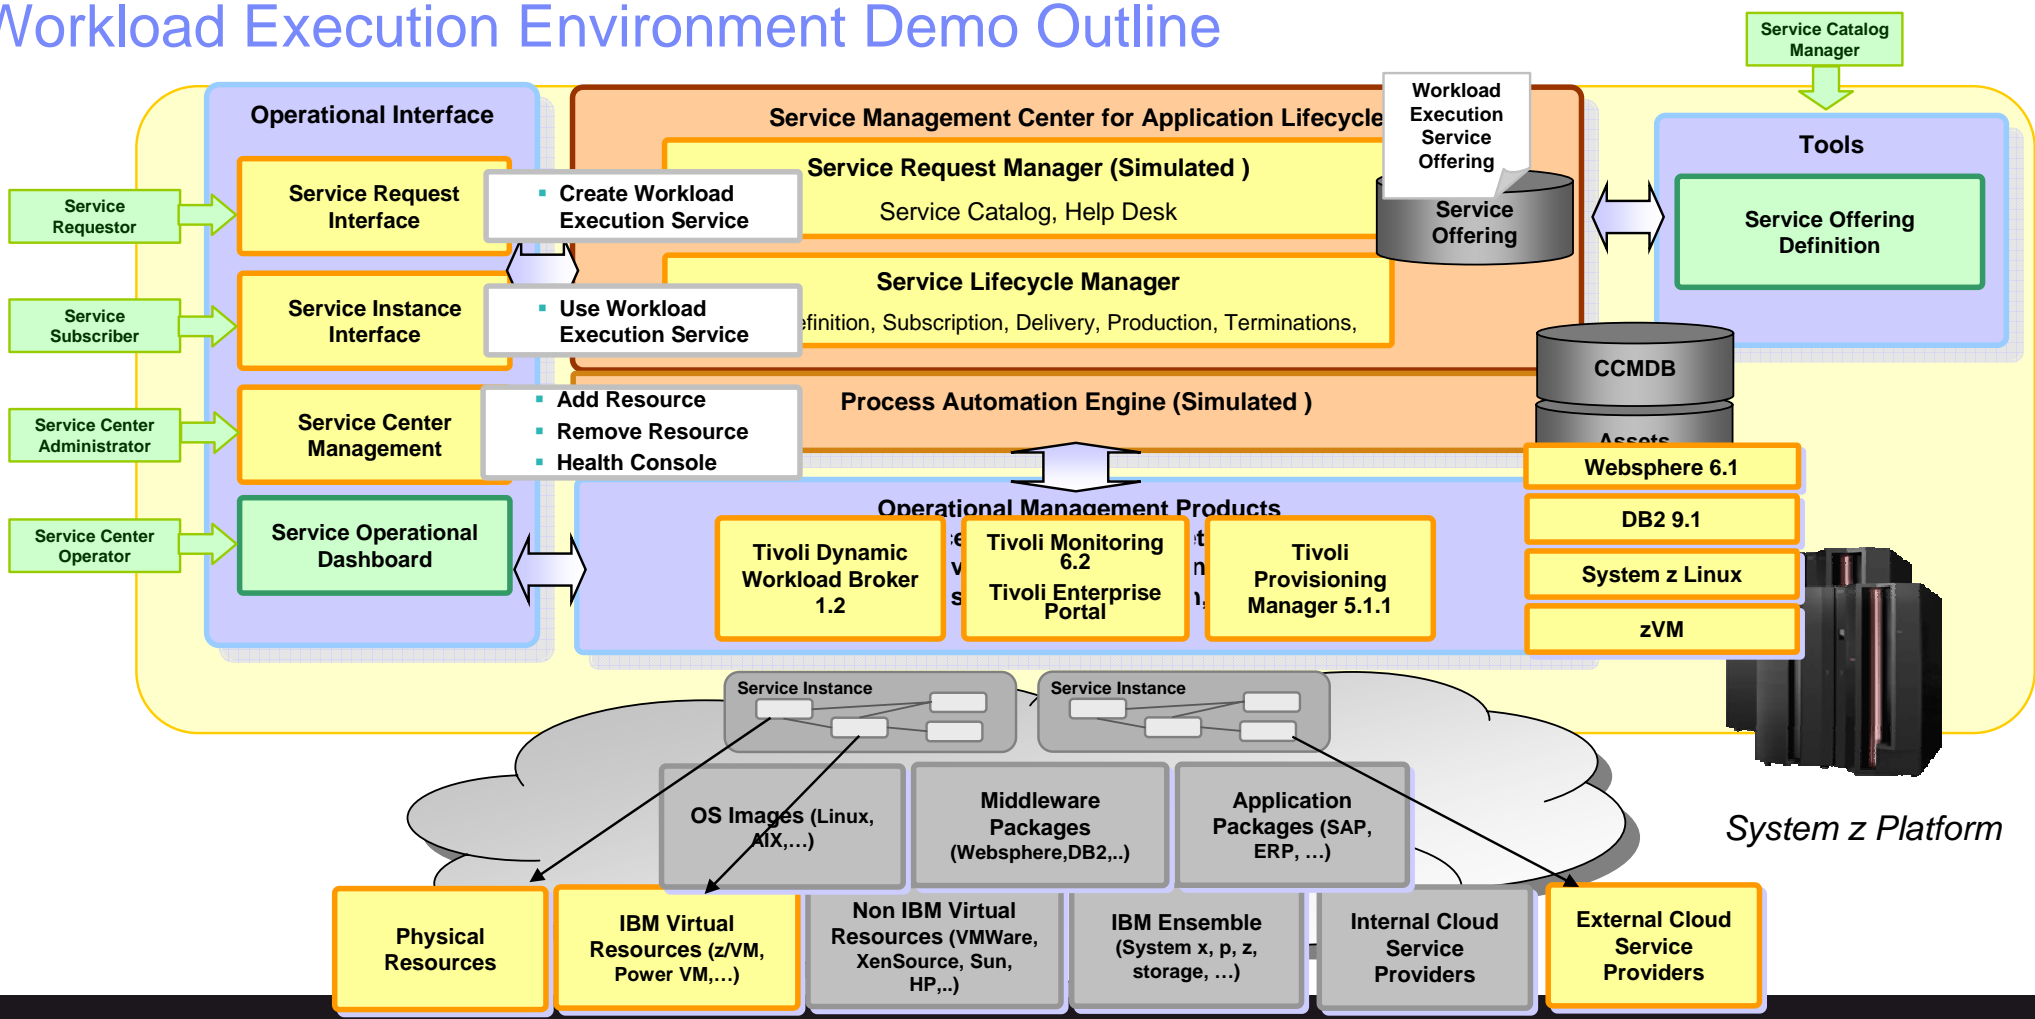 Workload Execution Environment Demo Outline
Service Catalog
Manager
Operational Interface
Service Management Center for Application Lifecycle
Workload
Execution
Service
Offering
Tools
Service Request Manager (Simulated )
Service Catalog, Help Desk
Service
Offering
Service Offering
Definition
Service
Requestor
Service Request
Interface
▪ Create Workload
Execution Service
Service Lifecycle Manager
efinition, Subscription, Delivery, Production, Terminations,
Service
Subscriber
Service Instance
Interface
▪ Use Workload
Execution Service
CCMDB
Assets
Process Automation Engine (Simulated )
Service Center
Administrator
Service Center
Management
▪ Add Resource
▪ Remove Resource
▪ Health Console
Websphere 6.1
DB2 9.1
System z Linux
zVM
Operational Management Products
Service Center
Operator
Service Operational
Dashboard
Tivoli Dynamic
Workload Broker
1.2
Tivoli Monitoring
6.2
Tivoli Enterprise
Portal
Tivoli
Provisioning
Manager 5.1.1
Service Instance
Service Instance
System z Platform
OS Images (Linux,
AIX,…)
Middleware
Packages
(Websphere,DB2,..)
Application
Packages (SAP,
ERP, …)
Physical
Resources
IBM Virtual
Resources (z/VM,
Power VM,…)
Non IBM Virtual
Resources (VMWare,
XenSource, Sun,
HP,..)
IBM Ensemble
(System x, p, z,
storage, …)
Internal Cloud
Service
Providers
External Cloud
Service
Providers